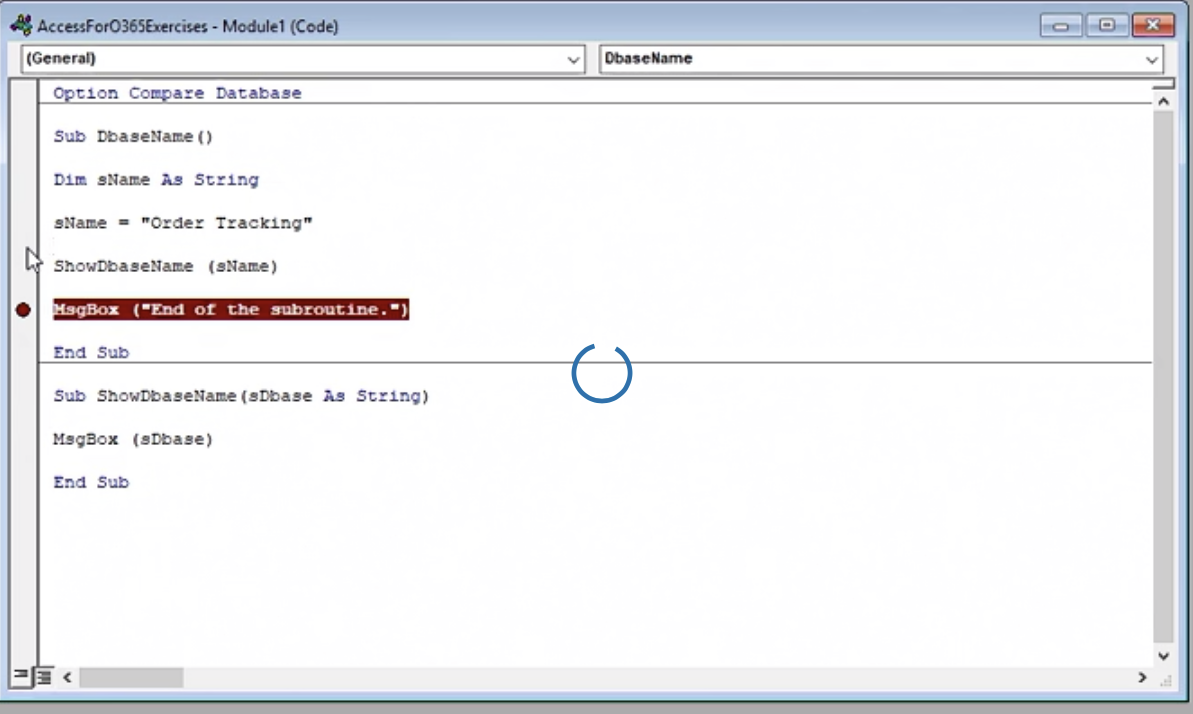 AccessForO365Exercises - Module1 (Code)
(General) DbaseName
Option Compare Database
Sub DbaseName()
Dim sName As String
sName = "Order Tracking"
ShowDbaseName (sName)
MsgBox ("End of the subroutine.")
End Sub
Sub ShowDbaseName(sDbase As String)
MsgBox (sDbase)
End Sub